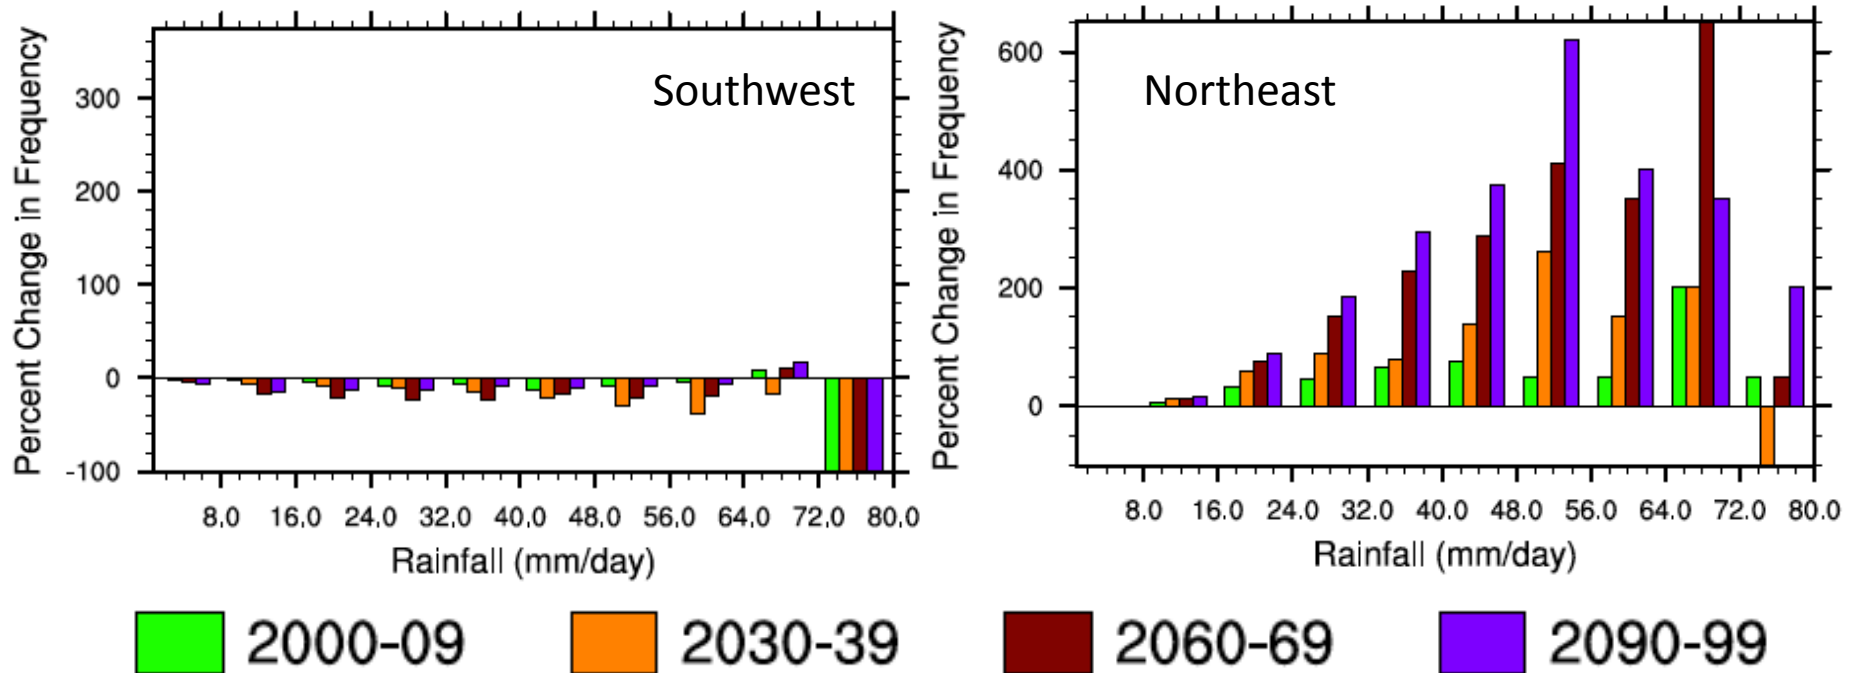 Percent Change in Frequency
300
200
100
0
-100
Southwest
8.0 16.0 24.0 32.0 40.0 48.0 56.0 64.0 72.0 80.0
Rainfall (mm/day)
Percent Change in Frequency
600
400
200
0
Northeast
8.0 16.0 24.0 32.0 40.0 48.0 56.0 64.0 72.0 80.0
Rainfall (mm/day)
2000-09 2030-39 2060-69 2090-99